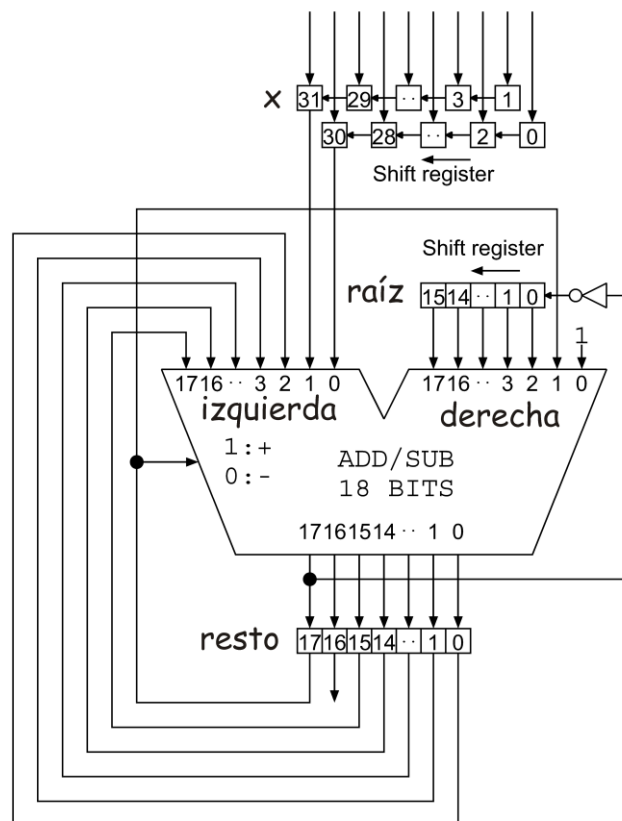 x 31 29 ·· 3 1
30 28 ·· 2 0
Shift register
Shift register
raíz 15 14 ·· 1 0
1
17 16 ·· 3 2 1 0 17 16 ·· 3 2 1 0
izquierda derecha
1:+ ADD/SUB
0:- 18 BITS
17 16 15 14 ·· 1 0
resto 17 16 15 14 ·· 1 0